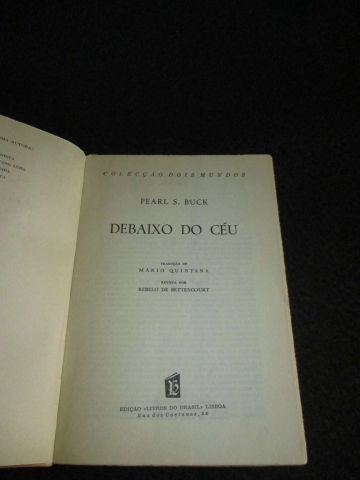 COLECÇÃO DOIS MUNDOS
PEARL S. BUCK
DEBAIXO DO CÉU
TRADUÇÃO DE
MÁRIO QUINTANA
REVISTA POR
REBELO DE BETTENCOURT
EDIÇÃO «LIVROS DO BRASIL» LISBOA
Rua dos Caetanos, 22